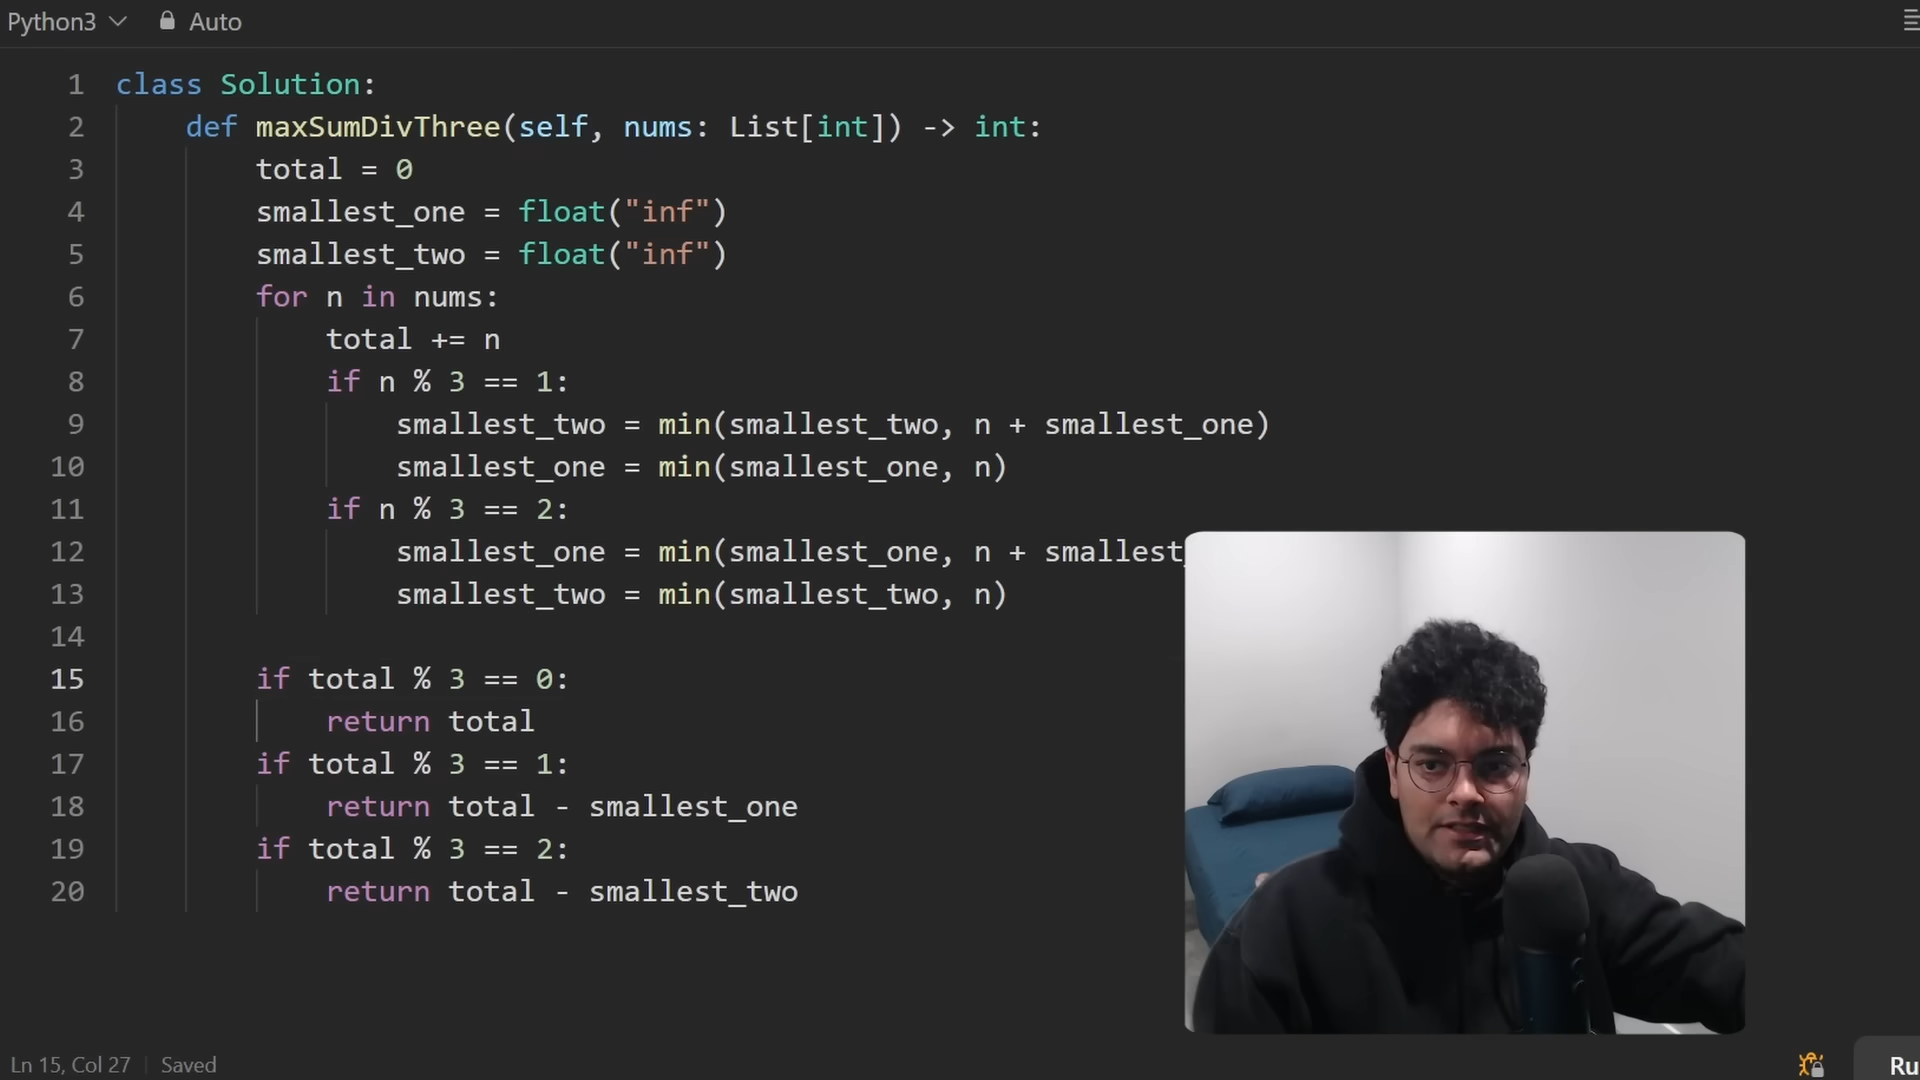 Python3 Auto
1 class Solution:
2 def maxSumDivThree(self, nums: List[int]) -> int:
3 total = 0
4 smallest_one = float("inf")
5 smallest_two = float("inf")
6 for n in nums:
7 total += n
8 if n % 3 == 1:
9 smallest_two = min(smallest_two, n + smallest_one)
10 smallest_one = min(smallest_one, n)
11 if n % 3 == 2:
12 smallest_one = min(smallest_one, n + smallest
13 smallest_two = min(smallest_two, n)
14
15 if total % 3 == 0:
16 return total
17 if total % 3 == 1:
18 return total - smallest_one
19 if total % 3 == 2:
20 return total - smallest_two
Ln 15, Col 27 Saved
Ru